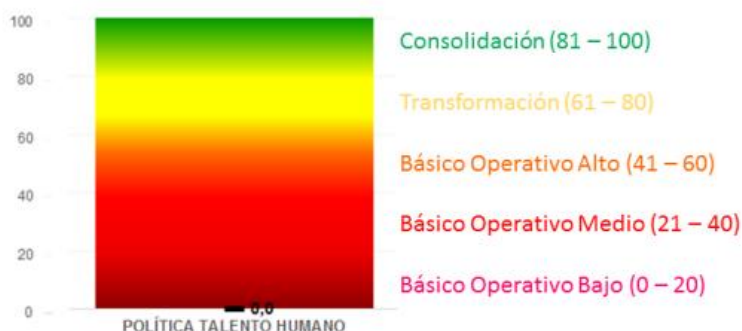 100
Consolidación (81 – 100)
80
Transformación (61 – 80)
60
Básico Operativo Alto (41 – 60)
40
Básico Operativo Medio (21 – 40)
20
Básico Operativo Bajo (0 – 20)
0
0,0
POLÍTICA TALENTO HUMANO